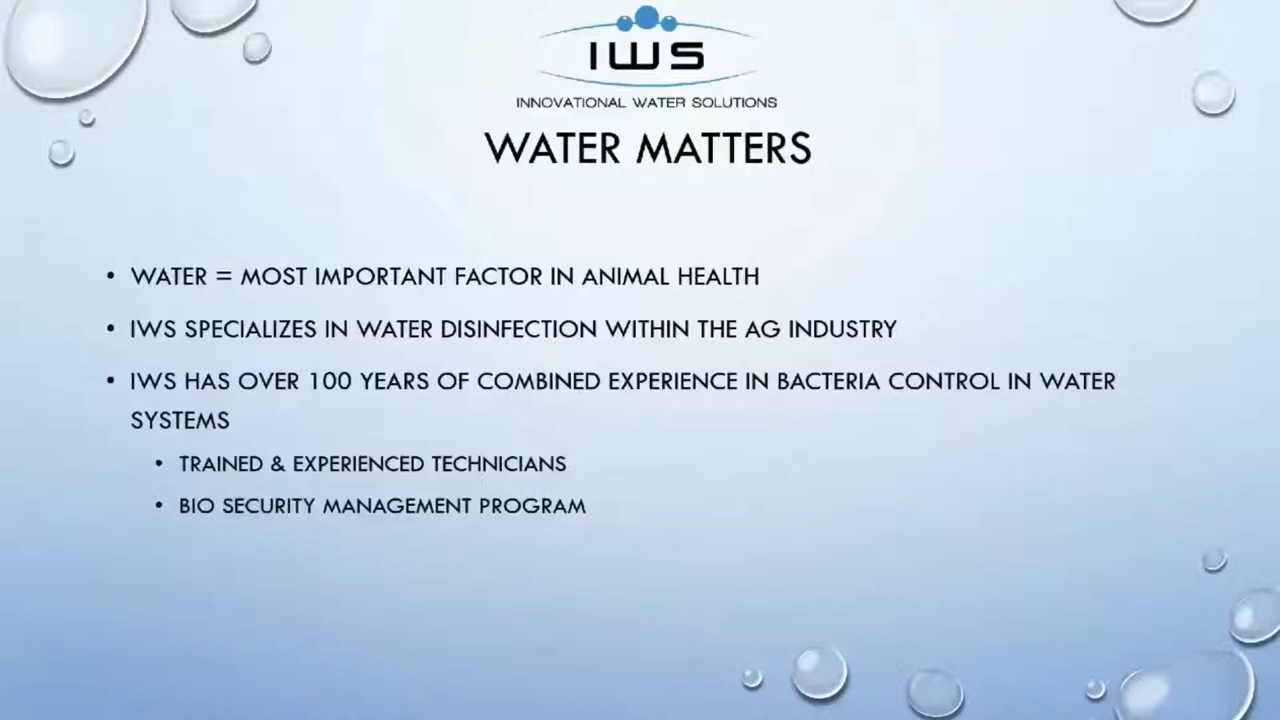 IWS
INNOVATIONAL WATER SOLUTIONS
WATER MATTERS
• WATER = MOST IMPORTANT FACTOR IN ANIMAL HEALTH
• IWS SPECIALIZES IN WATER DISINFECTION WITHIN THE AG INDUSTRY
• IWS HAS OVER 100 YEARS OF COMBINED EXPERIENCE IN BACTERIA CONTROL IN WATER
SYSTEMS
• TRAINED & EXPERIENCED TECHNICIANS
• BIO SECURITY MANAGEMENT PROGRAM